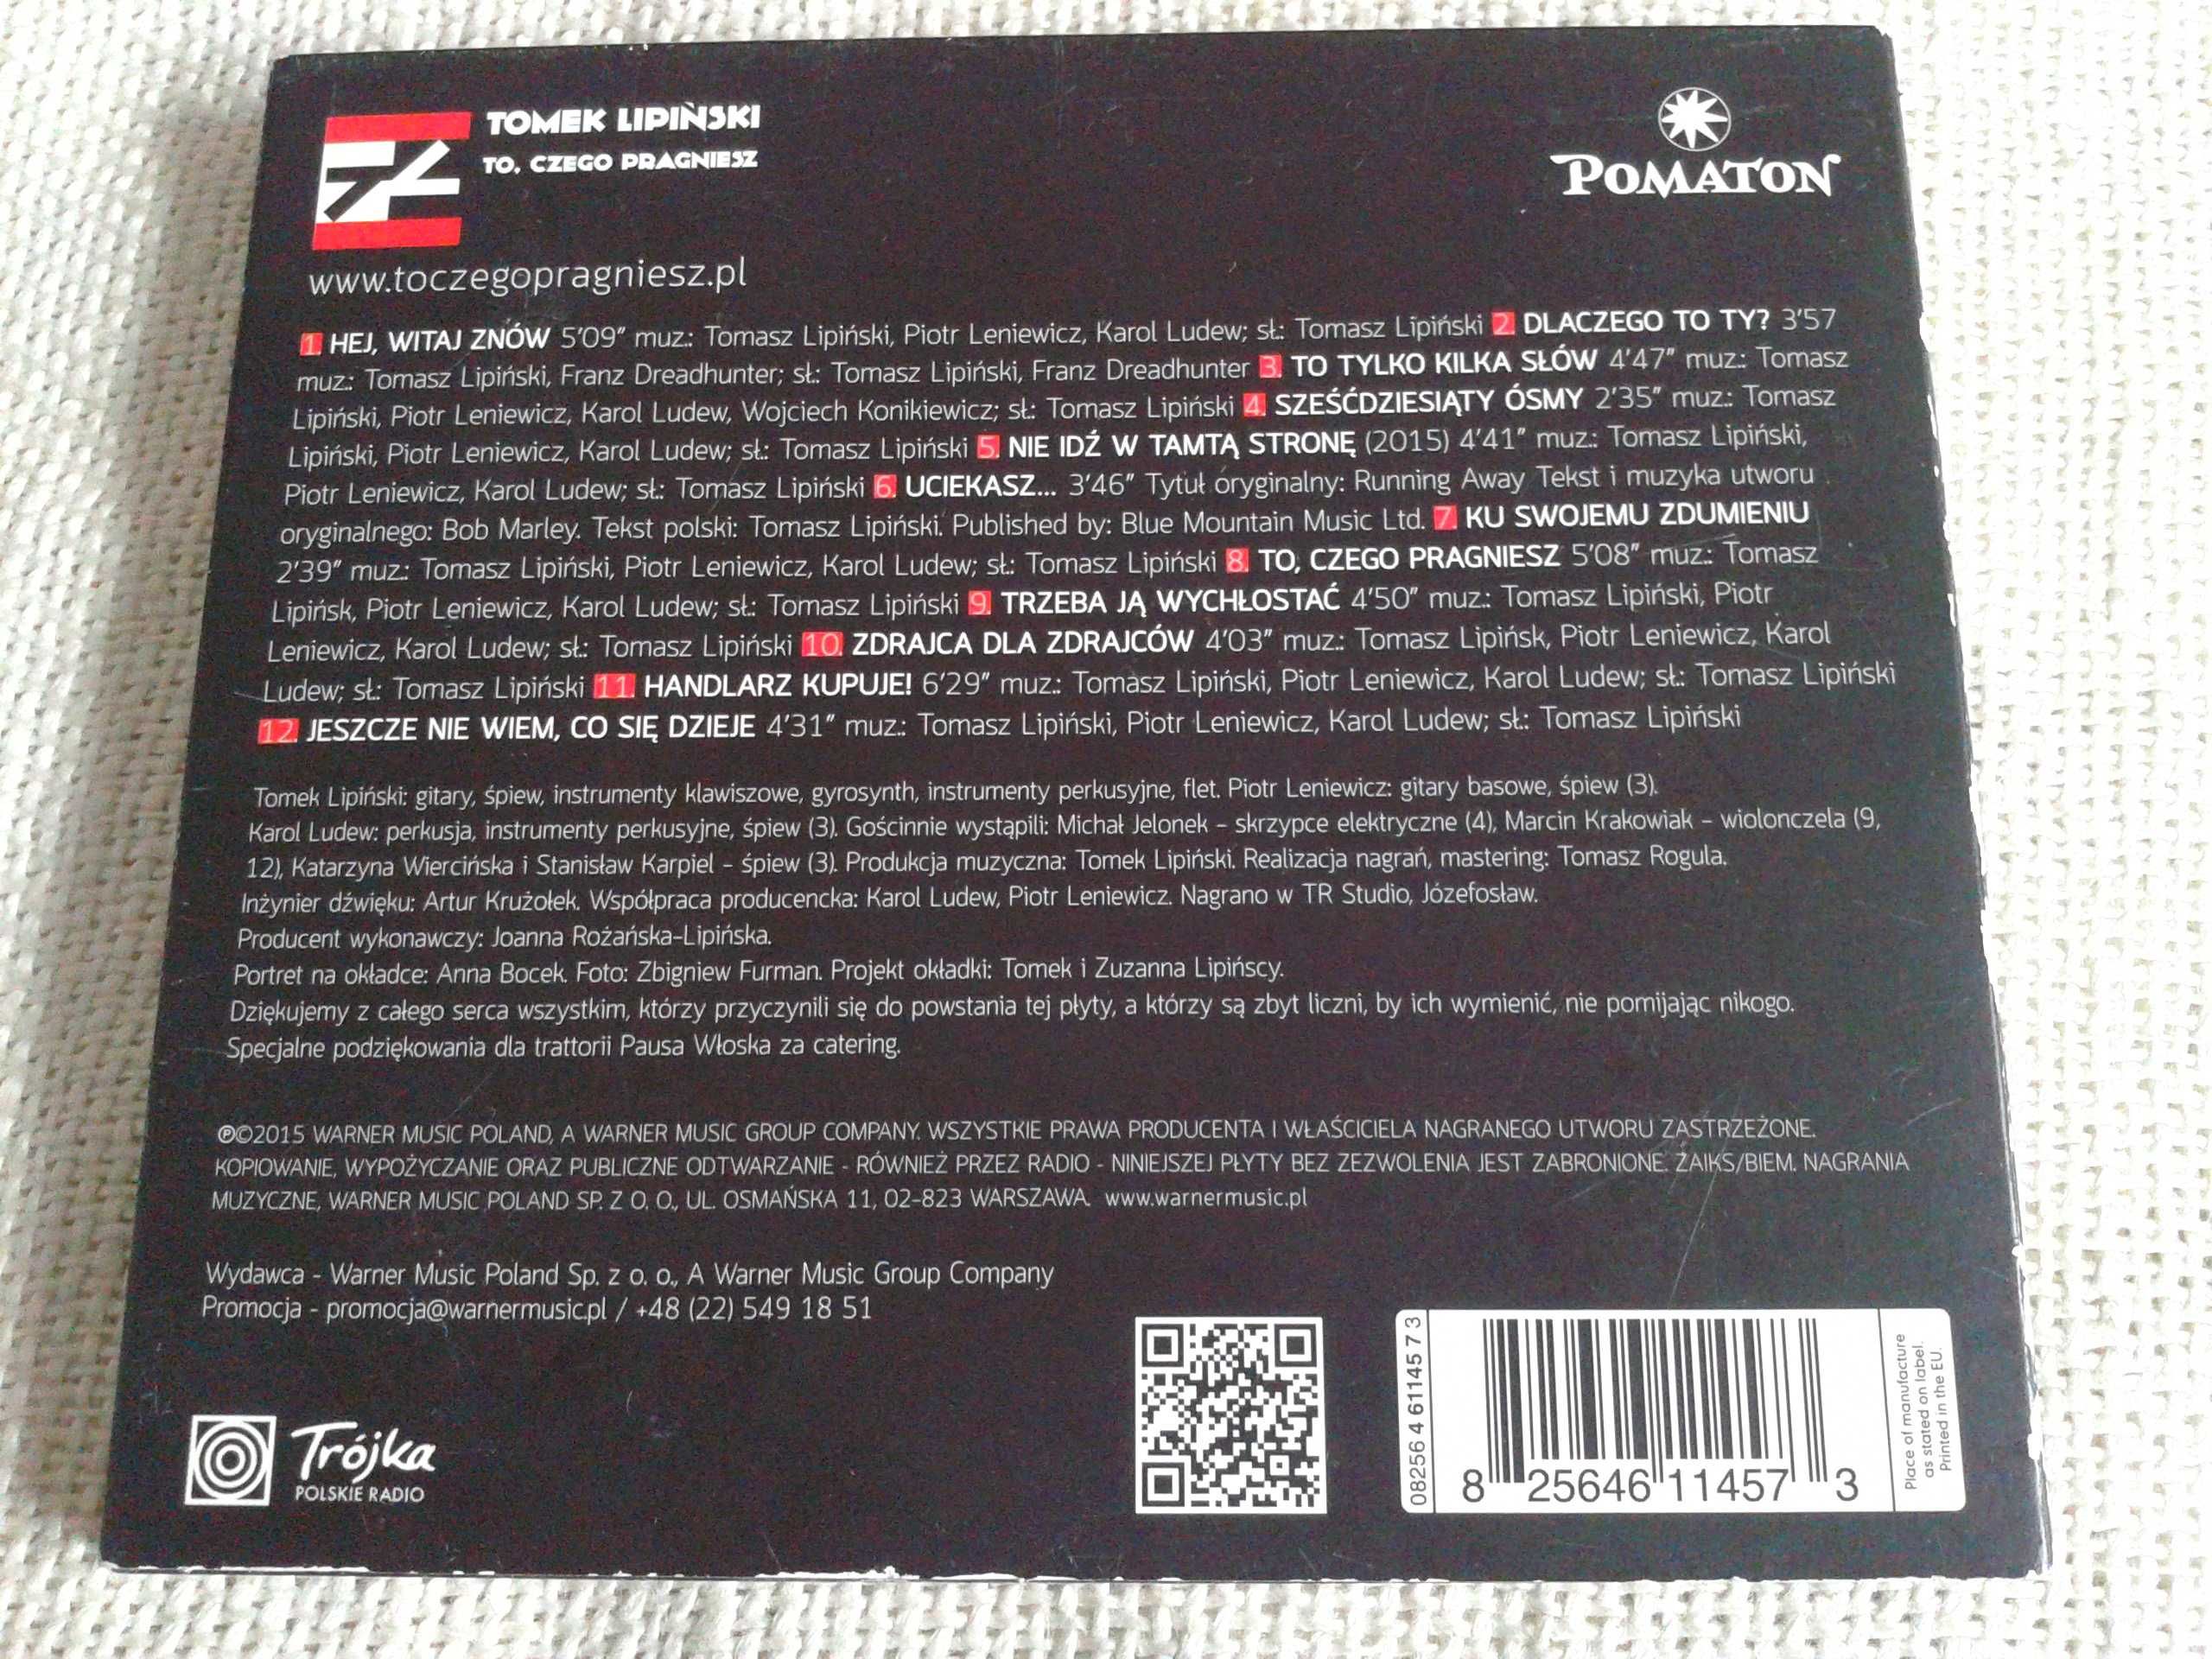 TOMEK LIPIŃSKI
TO, CZEGO PRAGNIESZ
POMATON
www.toczegopragniesz.pl
1. HEJ, WITAJ ZNÓW 5'09" muz.: Tomasz Lipiński, Piotr Leniewicz, Karol Ludew; sł.: Tomasz Lipiński 2. DLACZEGO TO TY? 3'57
muz.: Tomasz Lipiński, Franz Dreadhunter; sł.: Tomasz Lipiński, Franz Dreadhunter 3. TO TYLKO KILKA SŁÓW 4'47" muz.: Tomasz
Lipiński, Piotr Leniewicz, Karol Ludew, Wojciech Konikiewicz; sł.: Tomasz Lipiński 4. SZEŚĆDZIESIĄTY ÓSMY 2'35" muz.: Tomasz
Lipiński, Piotr Leniewicz, Karol Ludew; sł.: Tomasz Lipiński 5. NIE IDŹ W TAMTĄ STRONĘ (2015) 4'41" muz.: Tomasz Lipiński,
Piotr Leniewicz, Karol Ludew; sł.: Tomasz Lipiński 6. UCIEKASZ... 3'46" Tytuł oryginalny: Running Away Tekst i muzyka utworu
oryginalnego: Bob Marley. Tekst polski: Tomasz Lipiński. Published by: Blue Mountain Music Ltd. 7. KU SWOJEMU ZDUMIENIU
2'39" muz.: Tomasz Lipiński, Piotr Leniewicz, Karol Ludew; sł.: Tomasz Lipiński 8. TO, CZEGO PRAGNIESZ 5'08" muz.: Tomasz
Lipińsk, Piotr Leniewicz, Karol Ludew; sł.: Tomasz Lipiński 9. TRZEBA JĄ WYCHŁOSTAĆ 4'50" muz.: Tomasz Lipiński, Piotr
Leniewicz, Karol Ludew; sł.: Tomasz Lipiński 10. ZDRAJCA DLA ZDRAJCÓW 4'03" muz.: Tomasz Lipińsk, Piotr Leniewicz, Karol
Ludew; sł.: Tomasz Lipiński 11. HANDLARZ KUPUJE! 6'29" muz.: Tomasz Lipiński, Piotr Leniewicz, Karol Ludew; sł.: Tomasz Lipiński
12. JESZCZE NIE WIEM, CO SIĘ DZIEJE 4'31" muz.: Tomasz Lipiński, Piotr Leniewicz, Karol Ludew; sł.: Tomasz Lipiński
Tomek Lipiński: gitary, śpiew, instrumenty klawiszowe, gyrosynth, instrumenty perkusyjne, flet. Piotr Leniewicz: gitary basowe, śpiew (3).
Karol Ludew: perkusja, instrumenty perkusyjne, śpiew (3). Gościnnie wystąpili: Michał Jelonek – skrzypce elektryczne (4), Marcin Krakowiak – wiolonczela (9,
12), Katarzyna Wiercińska i Stanisław Karpiel – śpiew (3). Produkcja muzyczna: Tomek Lipiński. Realizacja nagrań, mastering: Tomasz Rogula.
Inżynier dźwięku: Artur Krużołek. Współpraca producencka: Karol Ludew, Piotr Leniewicz. Nagrano w TR Studio, Józefosław.
Producent wykonawczy: Joanna Rożańska-Lipińska.
Portret na okładce: Anna Bocek. Foto: Zbigniew Furman. Projekt okładki: Tomek i Zuzanna Lipińscy.
Dziękujemy z całego serca wszystkim, którzy przyczynili się do powstania tej płyty, a którzy są zbyt liczni, by ich wymienić, nie pomijając nikogo.
Specjalne podziękowania dla trattorii Pausa Włoska za catering.
℗©2015 WARNER MUSIC POLAND, A WARNER MUSIC GROUP COMPANY. WSZYSTKIE PRAWA PRODUCENTA I WŁAŚCICIELA NAGRANEGO UTWORU ZASTRZEŻONE.
KOPIOWANIE, WYPOŻYCZANIE ORAZ PUBLICZNE ODTWARZANIE - RÓWNIEŻ PRZEZ RADIO - NINIEJSZEJ PŁYTY BEZ ZEZWOLENIA JEST ZABRONIONE. ZAIKS/BIEM. NAGRANIA
MUZYCZNE, WARNER MUSIC POLAND SP. Z O. O., UL. OSMAŃSKA 11, 02-823 WARSZAWA. www.warnermusic.pl
Wydawca - Warner Music Poland Sp. z o. o., A Warner Music Group Company
Promocja - promocja@warnermusic.pl / +48 (22) 549 18 51
Trójka
POLSKIE RADIO
08256 4 61145 7 3
8 25646 11457 3
Place of manufacture
as stated on label.
Printed in the EU.